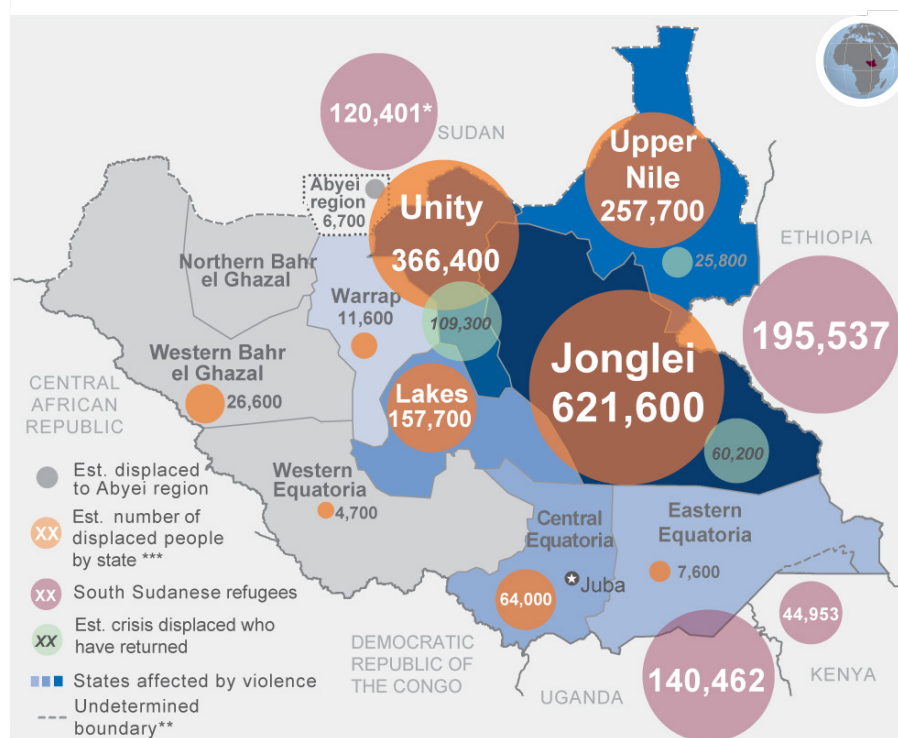 120,401*
SUDAN
Upper
Nile
257,700
Abyei
region
6,700
Unity
366,400
25,800
ETHIOPIA
Northern Bahr
el Ghazal
Warrap
11,600
109,300
195,537
Western Bahr
el Ghazal
26,600
Jonglei
621,600
Lakes
157,700
CENTRAL
AFRICAN
REPUBLIC
60,200
Western
Equatoria
4,700
Central
Equatoria
Eastern
Equatoria
7,600
Juba
64,000
44,953
KENYA
DEMOCRATIC
REPUBLIC OF
THE CONGO
UGANDA
140,462
Est. displaced
to Abyei region
XX Est. number of
displaced people
by state ***
XX South Sudanese refugees
XX Est. crisis displaced who
have returned
States affected by violence
Undetermined
boundary**